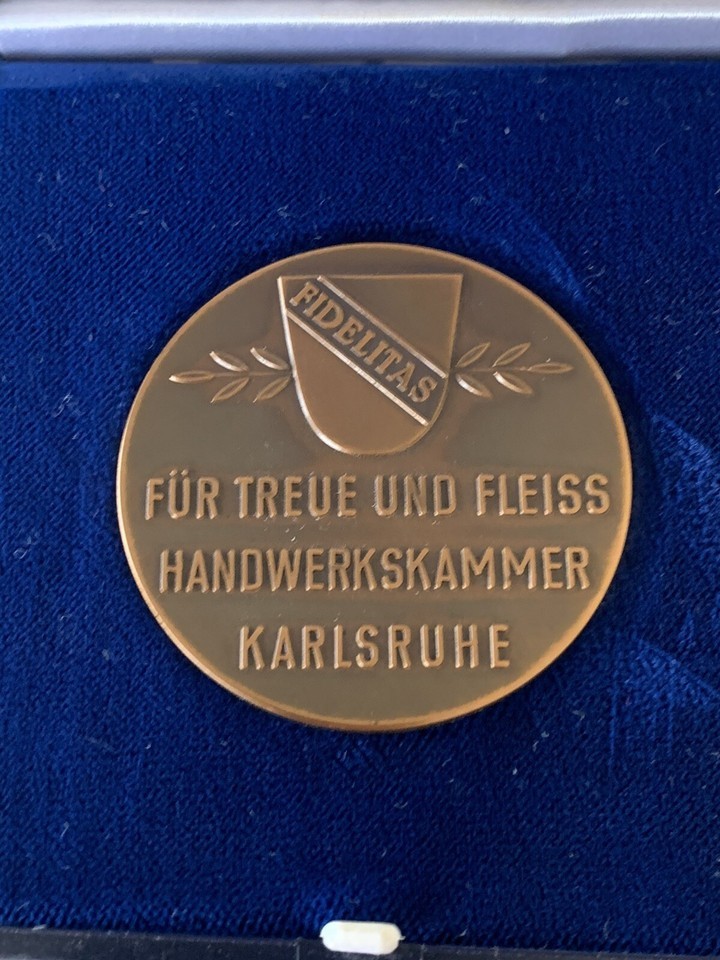 FIDELITAS
FÜR TREUE UND FLEISS
HANDWERKSKAMMER
KARLSRUHE